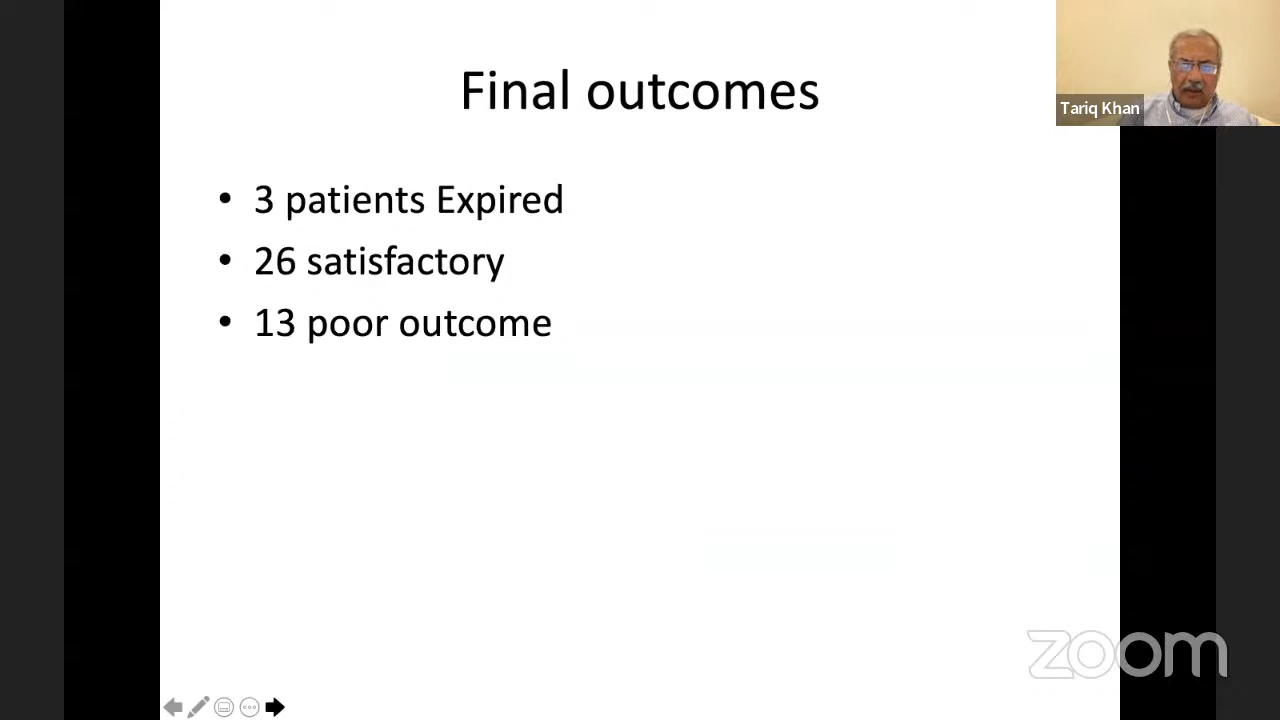 Final outcomes
Tariq Khan
• 3 patients Expired
• 26 satisfactory
• 13 poor outcome
zoom